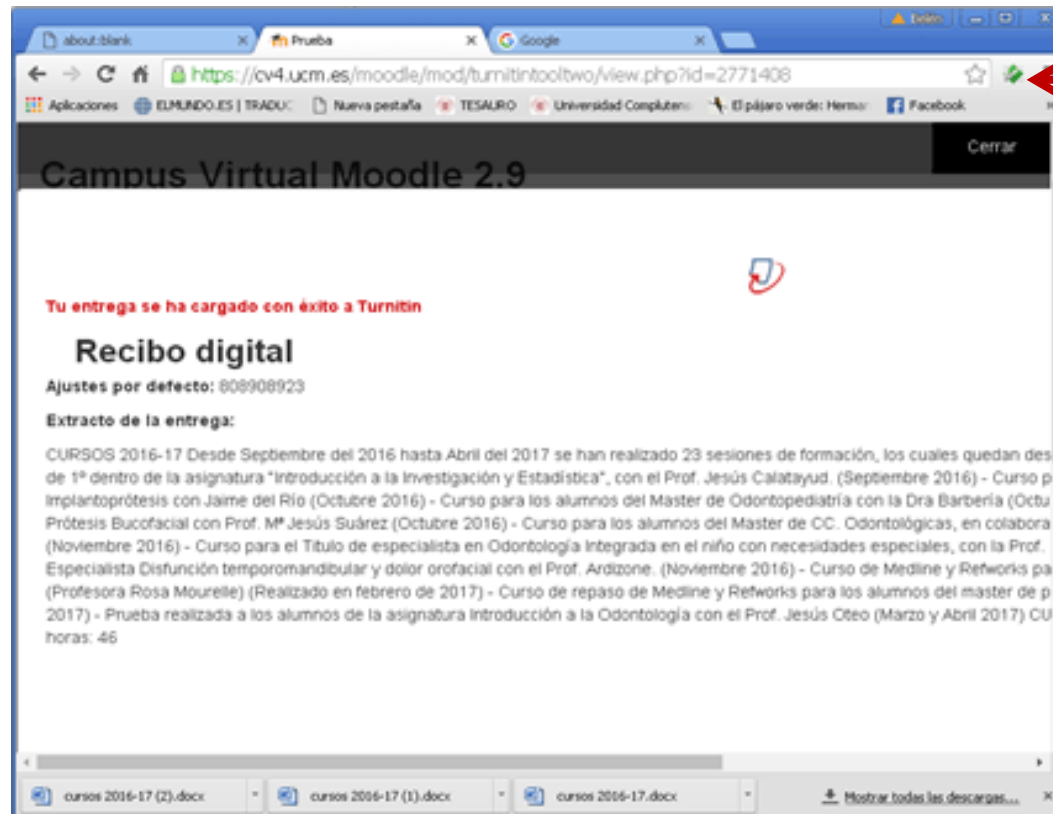 Belén
about:blank
Prueba
Google
https://cv4.ucm.es/moodle/mod/turnitintooltwo/view.php?id=2771408
Aplicaciones ELMUNDO.ES | TRADUC Nueva pestaña TESAURO Universidad Complutens El pájaro verde: Herman Facebook
Cerrar
Campus Virtual Moodle 2.9
Tu entrega se ha cargado con éxito a Turnitin
Recibo digital
Ajustes por defecto: 808908923
Extracto de la entrega:
CURSOS 2016-17 Desde Septiembre del 2016 hasta Abril del 2017 se han realizado 23 sesiones de formación, los cuales quedan des
de 1º dentro de la asignatura "Introducción a la Investigación y Estadística", con el Prof. Jesús Calatayud. (Septiembre 2016) - Curso p
Implantoprótesis con Jaime del Río (Octubre 2016) - Curso para los alumnos del Master de Odontopediatría con la Dra Barbería (Octu
Prótesis Bucofacial con Prof. Mª Jesús Suárez (Octubre 2016) - Curso para los alumnos del Master de CC. Odontológicas, en colabora
(Noviembre 2016) - Curso para el Titulo de especialista en Odontología Integrada en el niño con necesidades especiales, con la Prof.
Especialista Disfunción temporomandibular y dolor orofacial con el Prof. Ardizone. (Noviembre 2016) - Curso de Medline y Refworks pa
(Profesora Rosa Mourelle) (Realizado en febrero de 2017) - Curso de repaso de Medline y Refworks para los alumnos del master de p
2017) - Prueba realizada a los alumnos de la asignatura Introducción a la Odontología con el Prof. Jesús Oteo (Marzo y Abril 2017) CU
horas: 46
cursos 2016-17 (2).docx cursos 2016-17 (1).docx cursos 2016-17.docx Mostrar todas las descargas...